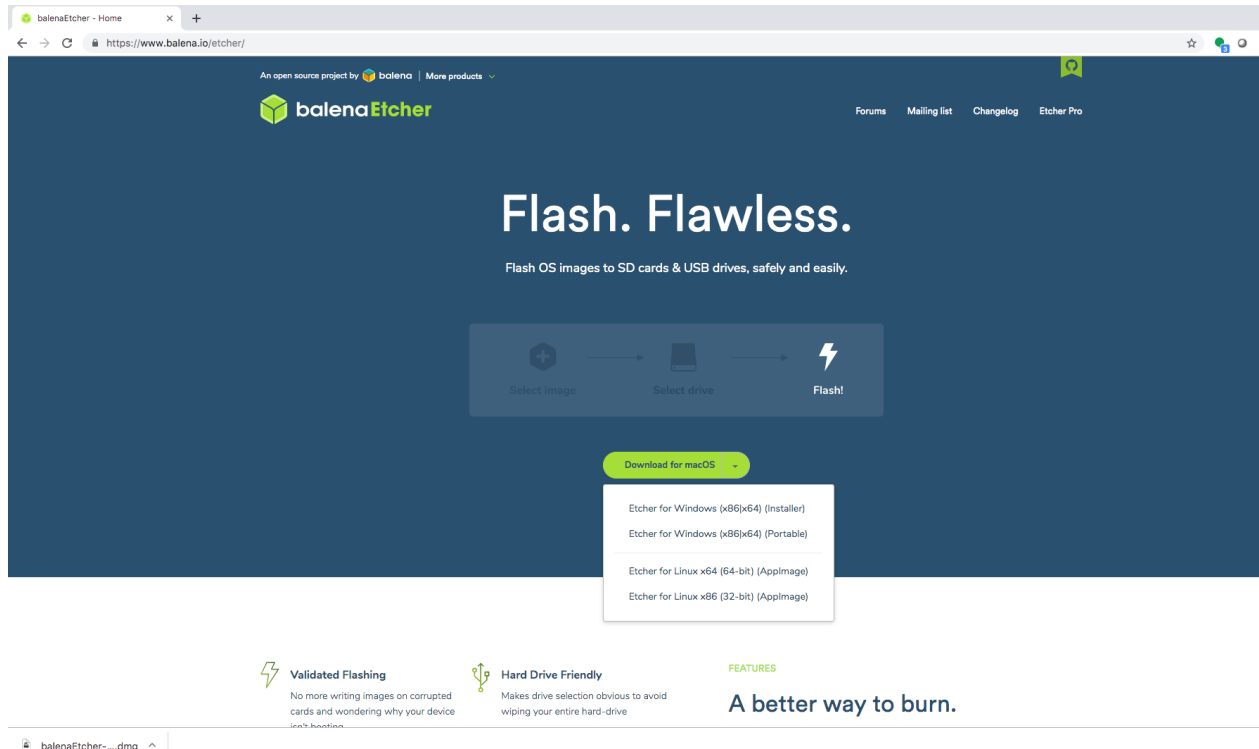 balenaEtcher - Home
https://www.balena.io/etcher/
3
An open source project by balena | More products
balenaEtcher
Forums Mailing list Changelog Etcher Pro
Flash. Flawless.
Flash OS images to SD cards & USB drives, safely and easily.
Select image Select drive Flash!
Download for macOS
Etcher for Windows (x86|x64) (Installer)
Etcher for Windows (x86|x64) (Portable)
Etcher for Linux x64 (64-bit) (AppImage)
Etcher for Linux x86 (32-bit) (AppImage)
Validated Flashing
No more writing images on corrupted
cards and wondering why your device
isn't booting
Hard Drive Friendly
Makes drive selection obvious to avoid
wiping your entire hard-drive
FEATURES
A better way to burn.
balenaEtcher-....dmg